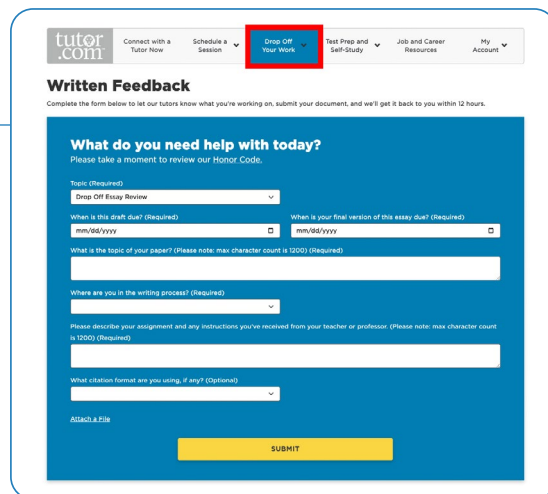 tutor
.com
Connect with a
Tutor Now
Schedule a
Session
Drop Off
Your Work
Test Prep and
Self-Study
Job and Career
Resources
My
Account
Written Feedback
Complete the form below to let our tutors know what you're working on, submit your document, and we'll get it back to you within 12 hours.
What do you need help with today?
Please take a moment to review our Honor Code.
Topic (Required)
Drop Off Essay Review
When is this draft due? (Required)
When is your final version of this essay due? (Required)
mm/dd/yyyy
mm/dd/yyyy
What is the topic of your paper? (Please note: max character count is 1200) (Required)
Where are you in the writing process? (Required)
Please describe your assignment and any instructions you've received from your teacher or professor. (Please note: max character count
is 1200) (Required)
What citation format are you using, if any? (Optional)
Attach a File
SUBMIT